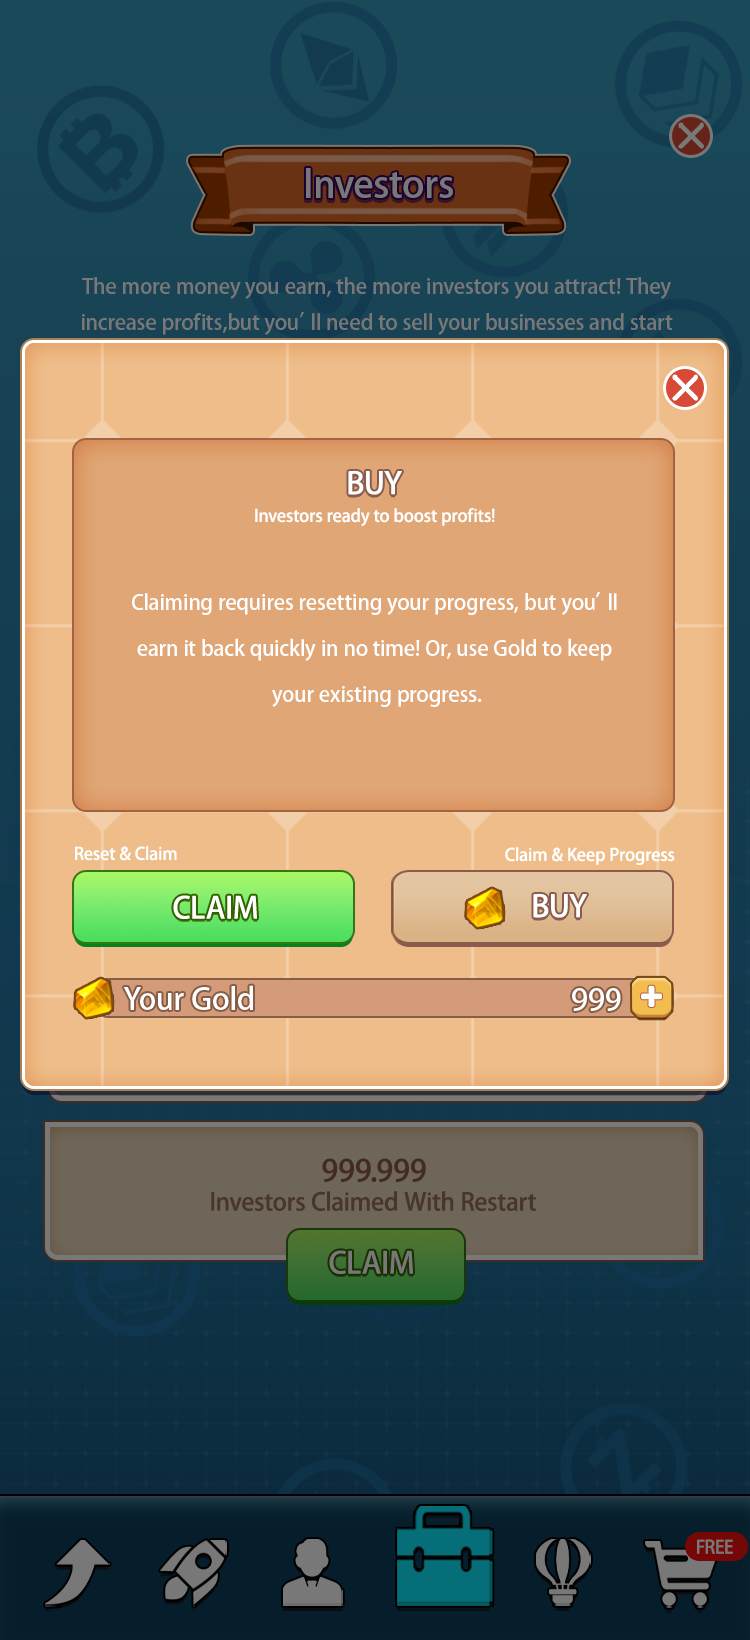 Investors
The more money you earn, the more investors you attract! They
increase profits,but you′ ll need to sell your businesses and start
BUY
Investors ready to boost profits!
Claiming requires resetting your progress, but you′ ll
earn it back quickly in no time! Or, use Gold to keep
your existing progress.
Reset & Claim
Claim & Keep Progress
CLAIM
BUY
Your Gold
999
999.999
Investors Claimed With Restart
CLAIM
FREE